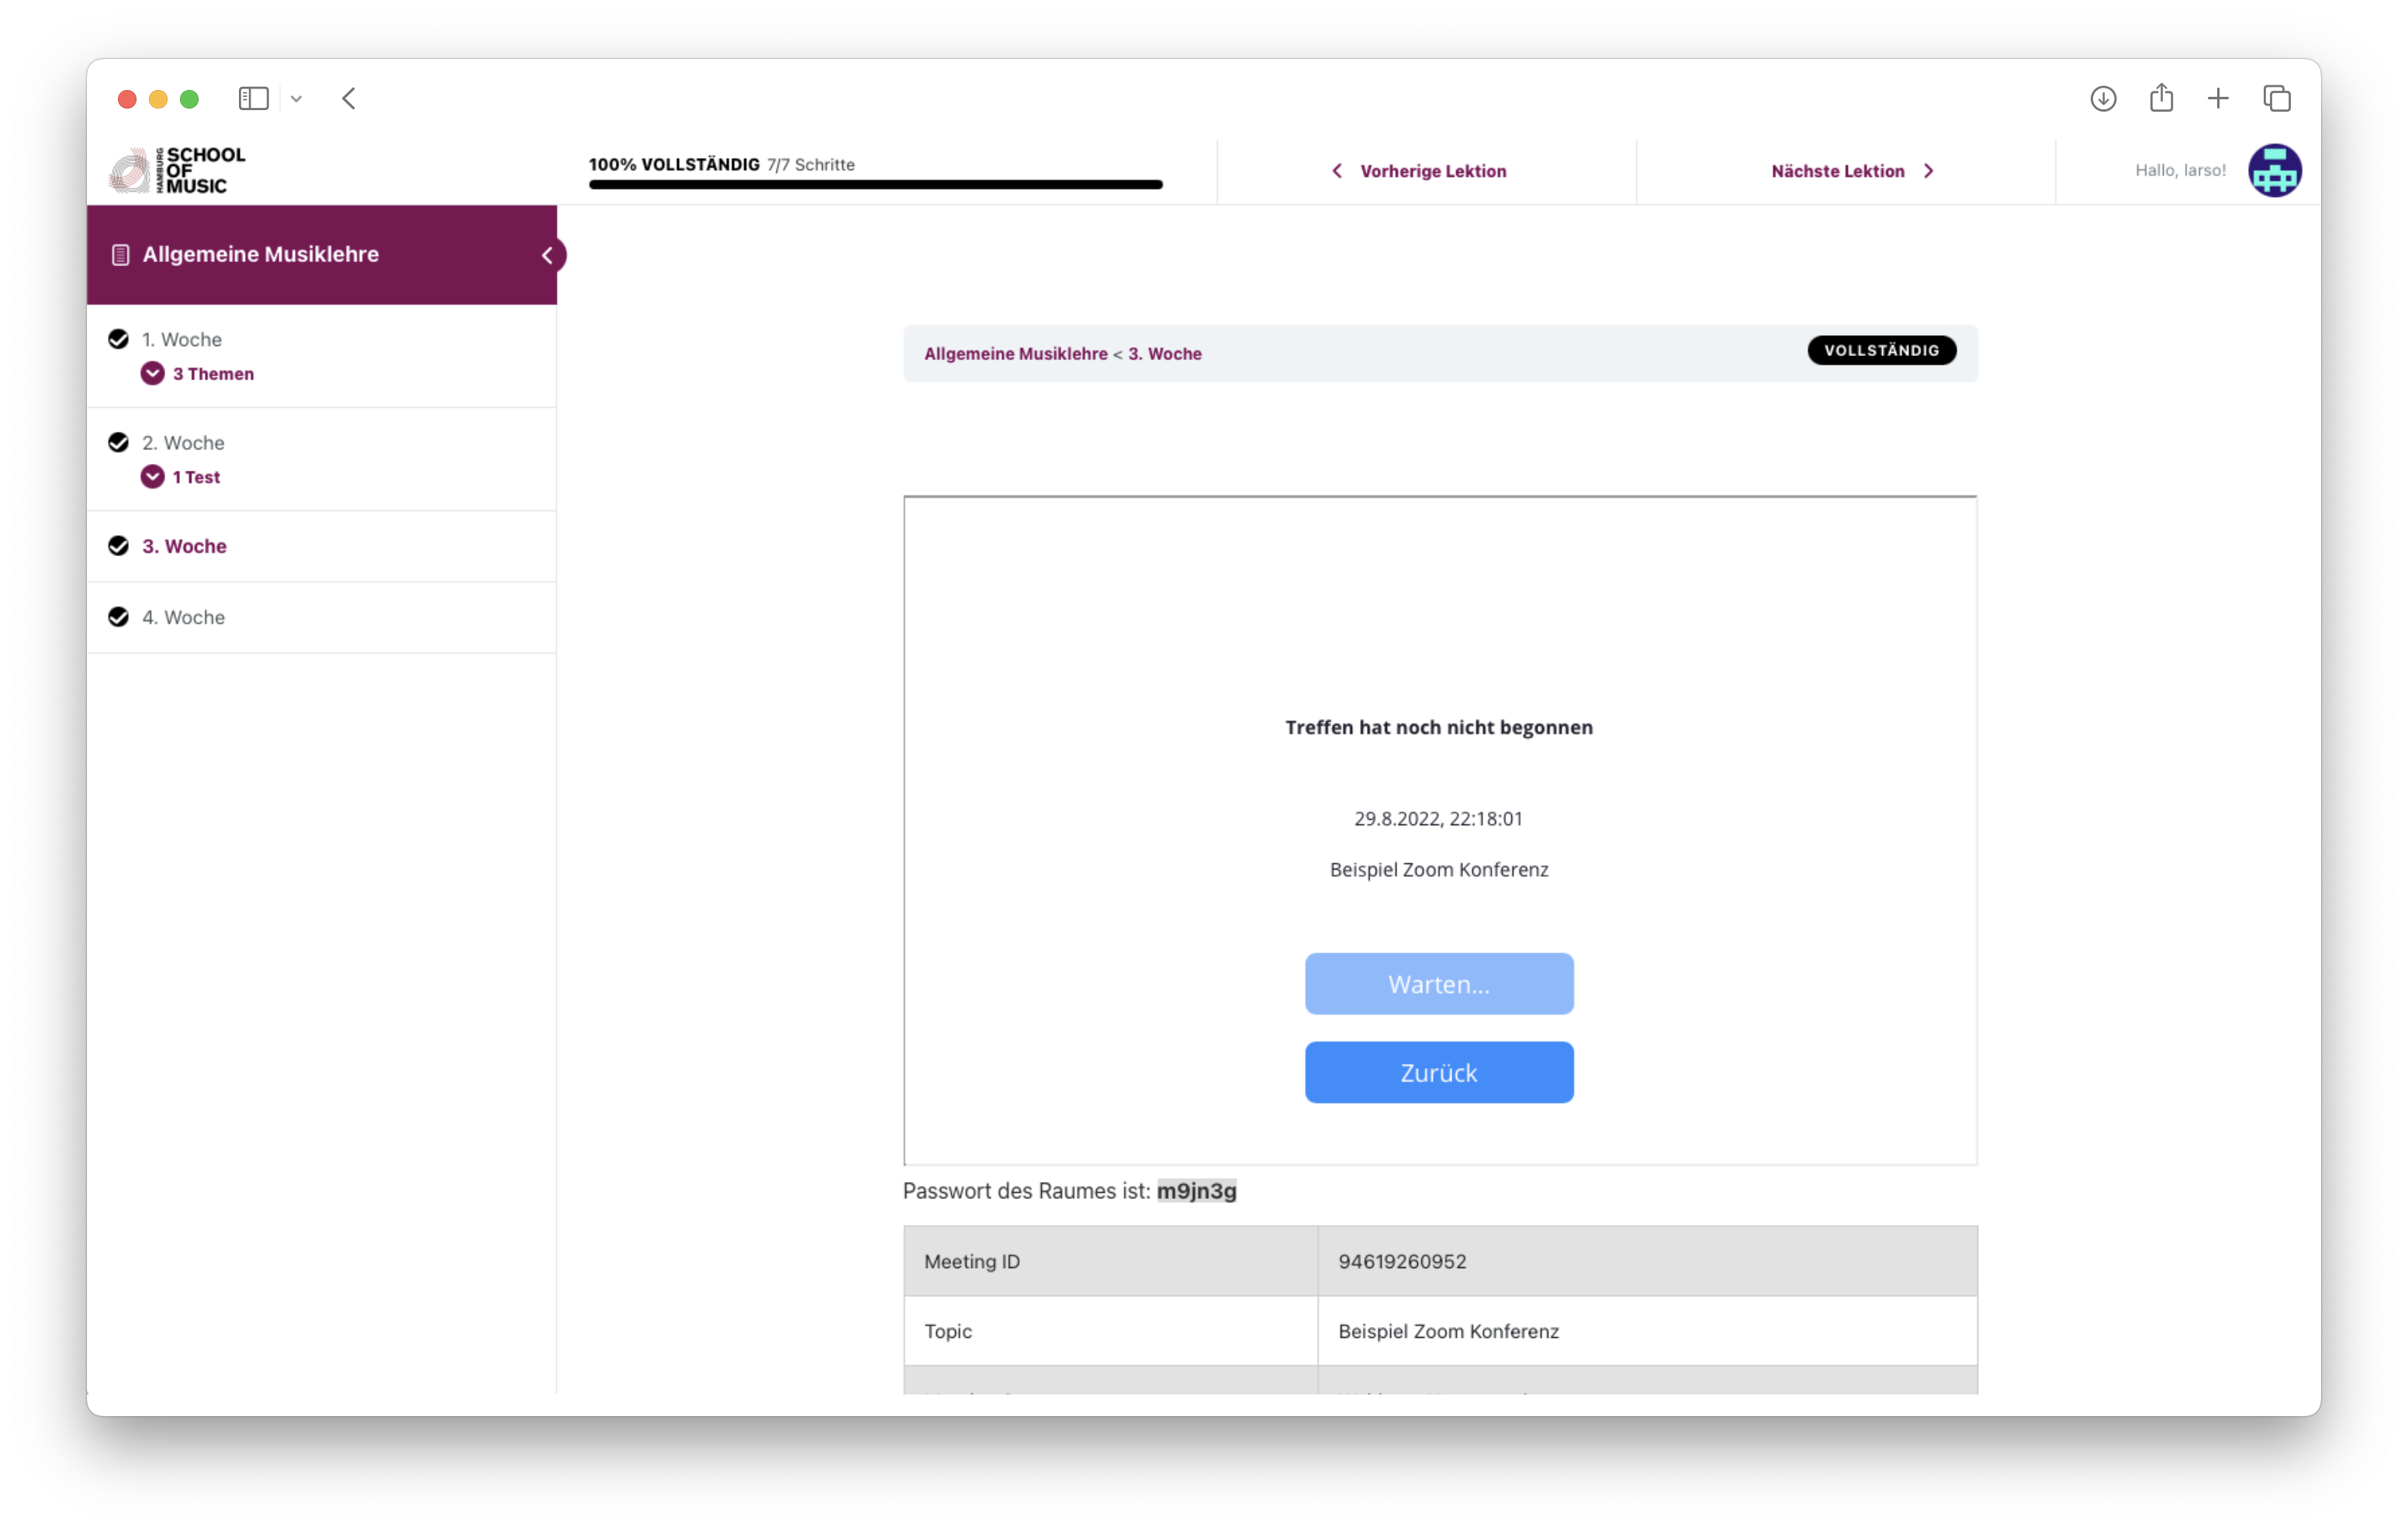 HAMBURG
SCHOOL
OF
MUSIC
100% VOLLSTÄNDIG 7/7 Schritte
Vorherige Lektion
Nächste Lektion
Hallo, larso!
Allgemeine Musiklehre
1. Woche
3 Themen
2. Woche
1 Test
3. Woche
4. Woche
Allgemeine Musiklehre < 3. Woche
VOLLSTÄNDIG
Treffen hat noch nicht begonnen
29.8.2022, 22:18:01
Beispiel Zoom Konferenz
Warten...
Zurück
Passwort des Raumes ist: m9jn3g
Meeting ID 94619260952
Topic Beispiel Zoom Konferenz